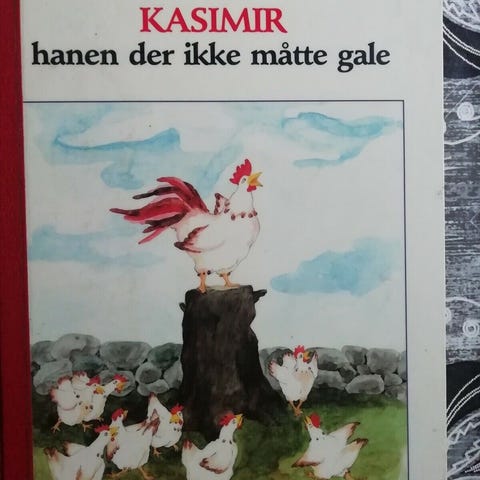 KASIMIR
hanen der ikke måtte gale